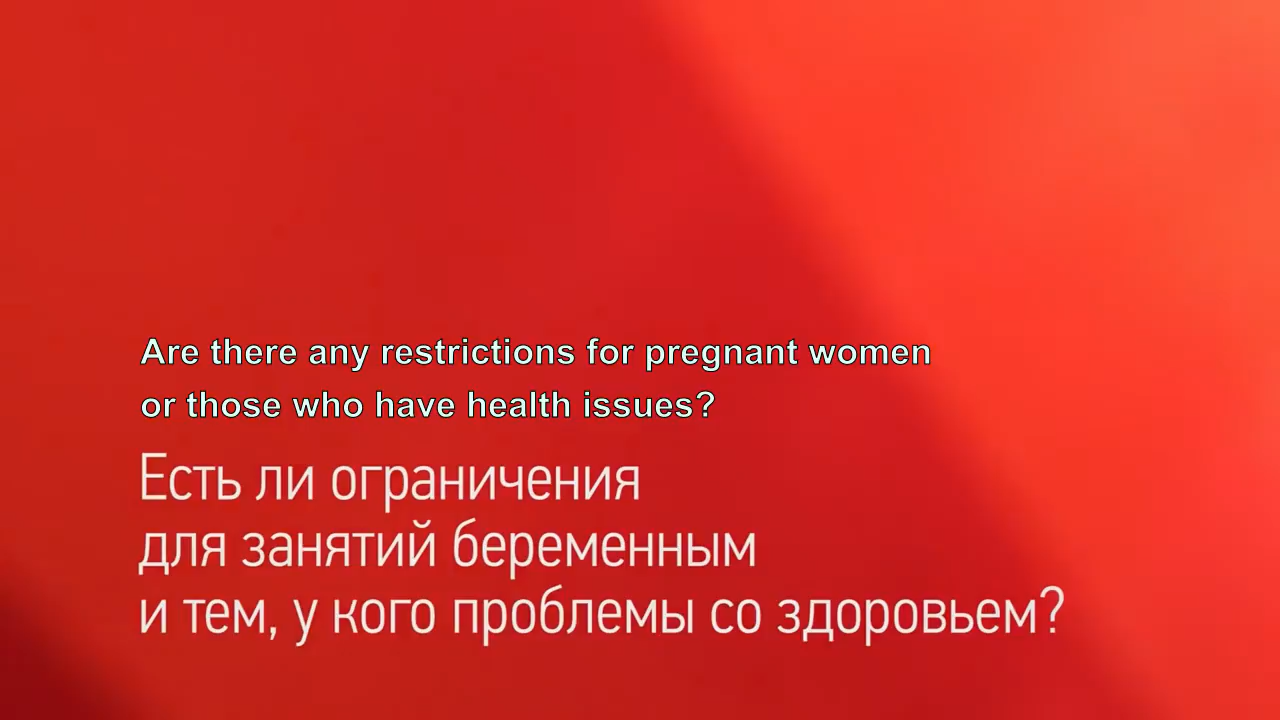 Are there any restrictions for pregnant women
or those who have health issues?
Есть ли ограничения
для занятий беременным
и тем, у кого проблемы со здоровьем?